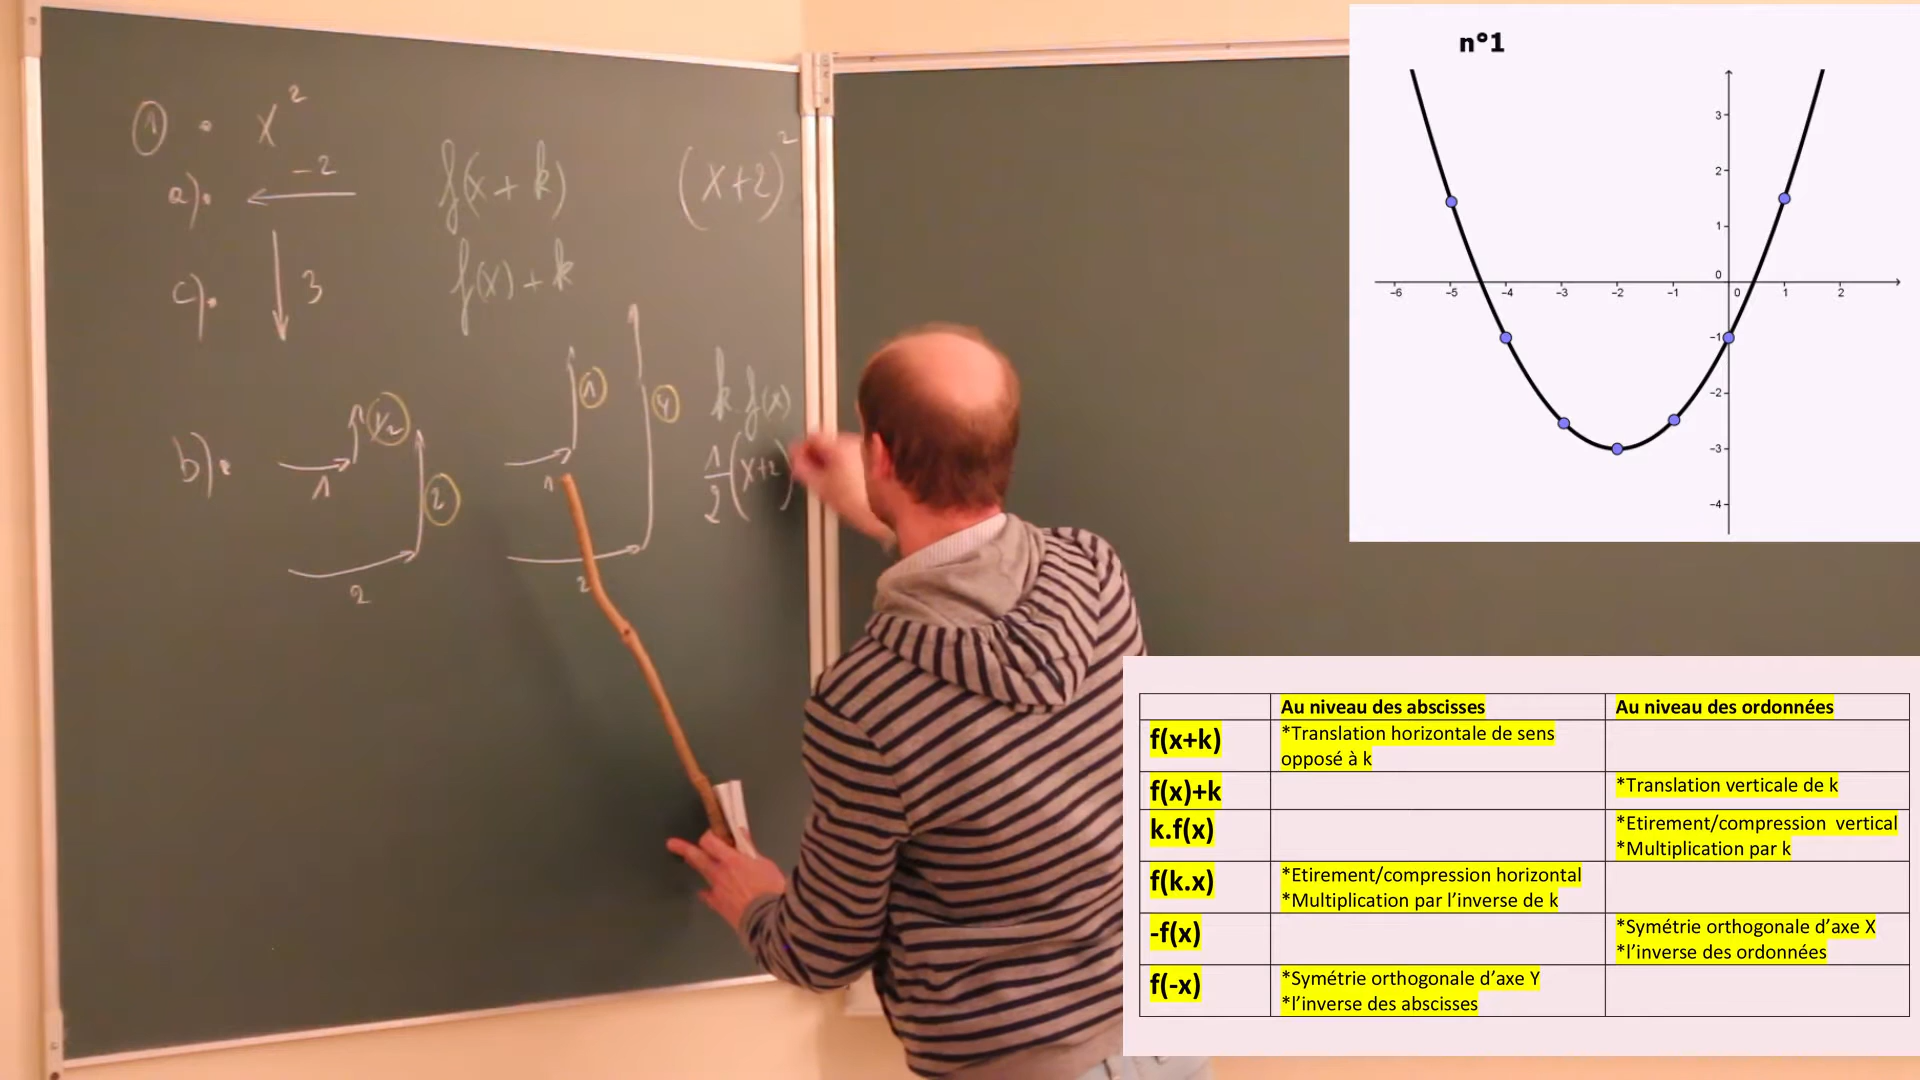 ① • x²
a). -2
f(x+k)
(x+2)²
c). 3
f(x)+k
b). 1/2
1
2
2
1
1
4
2
k.f(x)
1/2(x+2)
n°1
3
2
1
0
-6 -5 -4 -3 -2 -1 0 1 2
-1
-2
-3
-4
Au niveau des abscisses Au niveau des ordonnées
f(x+k) *Translation horizontale de sens
opposé à k
f(x)+k *Translation verticale de k
k.f(x) *Etirement/compression vertical
*Multiplication par k
f(k.x) *Etirement/compression horizontal
*Multiplication par l’inverse de k
-f(x) *Symétrie orthogonale d’axe X
*l’inverse des ordonnées
f(-x) *Symétrie orthogonale d’axe Y
*l’inverse des abscisses